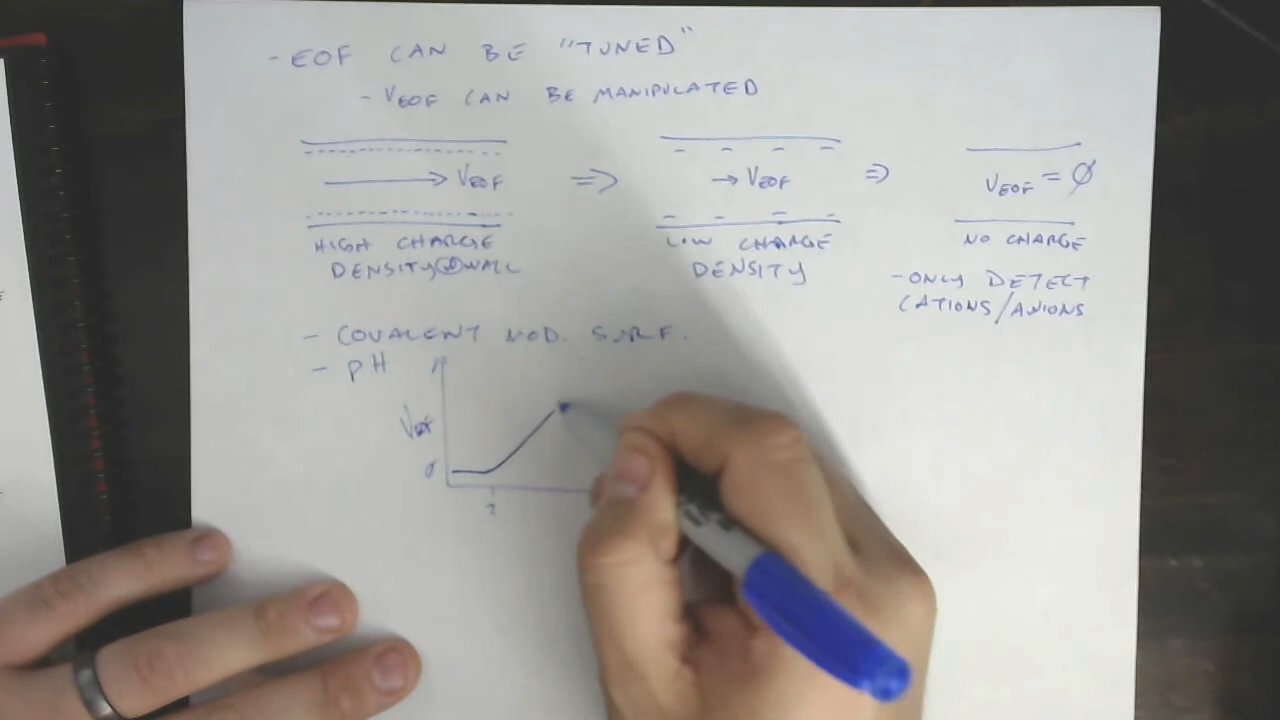 - EOF CAN BE "TUNED"
- VEOF CAN BE MANIPULATED
→ VEOF ⇒ → VEOF ⇒ VEOF = Ø
HIGH CHARGE LOW CHARGE NO CHARGE
DENSITY @ WALL DENSITY - ONLY DETECT
CATIONS/ANIONS
- COVALENT MOD. SURF.
- pH
VEOF
0
2